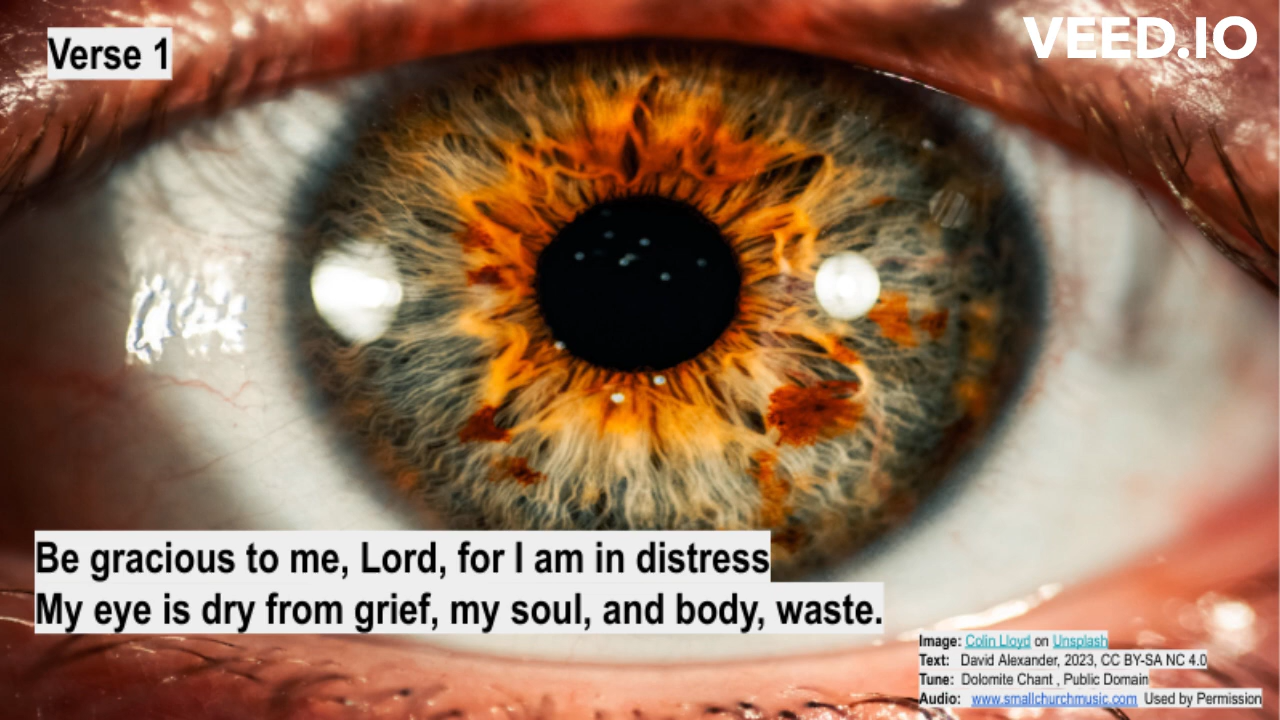 Verse 1
VEED.IO
Be gracious to me, Lord, for I am in distress
My eye is dry from grief, my soul, and body, waste.
Image: Colin Lloyd on Unsplash
Text: David Alexander, 2023, CC BY-SA NC 4.0
Tune: Dolomite Chant , Public Domain
Audio: www.smallchurchmusic.com Used by Permission